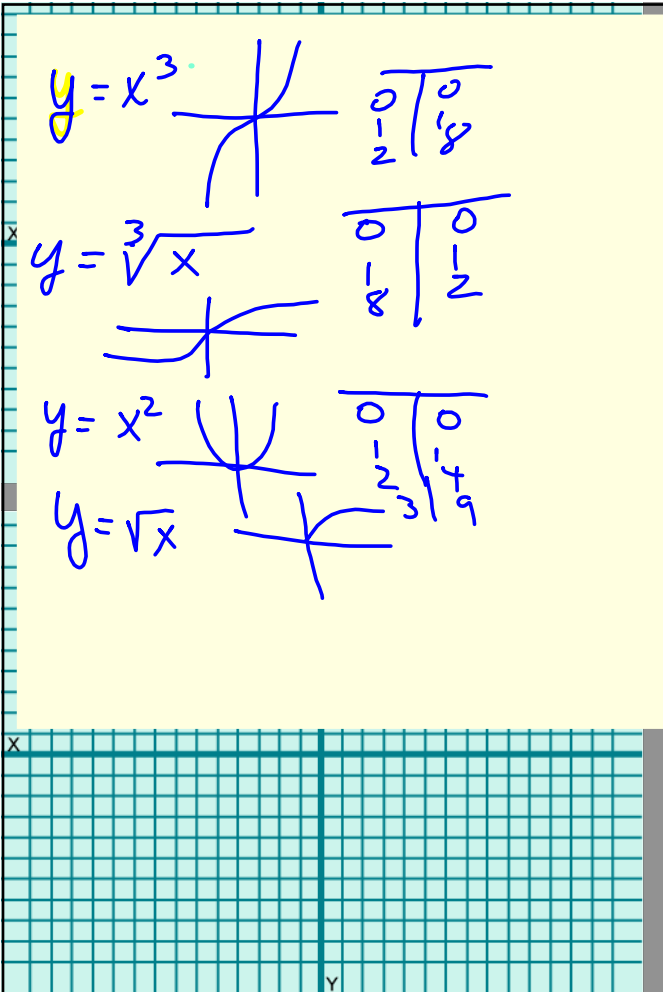 y = x³
0 | 0
1 | 1
2 | 8
X
y = ∛x
0 | 0
1 | 1
8 | 2
y = x²
0 | 0
1 | 1
2 | 4
3 | 9
y = √x
X
Y